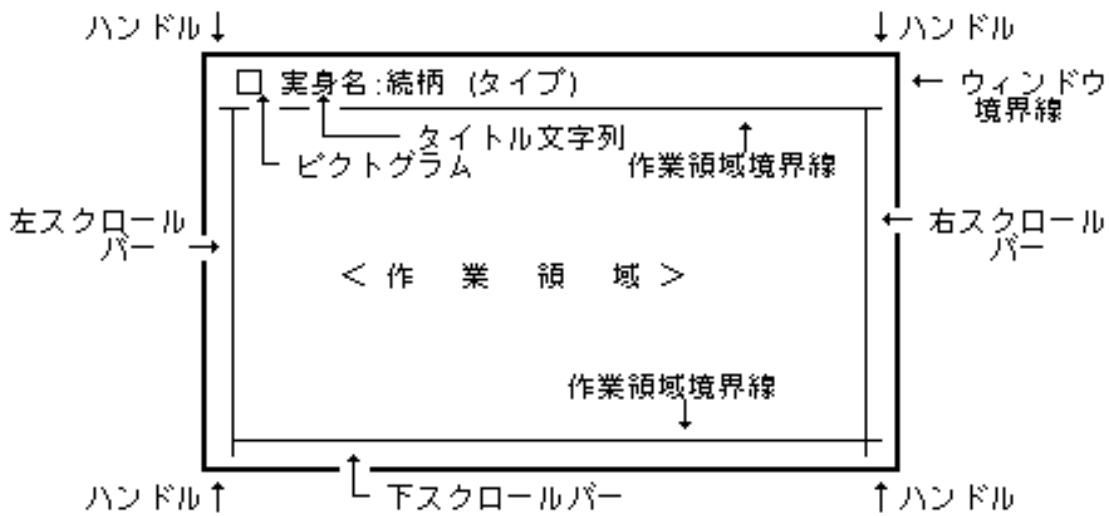 ハンドル
ハンドル
□ 実身名:続柄 (タイプ)
ウィンドウ
境界線
タイトル文字列
ピクトグラム
作業領域境界線
左スクロール
バー
右スクロール
バー
<作 業 領 域>
作業領域境界線
ハンドル
下スクロールバー
ハンドル